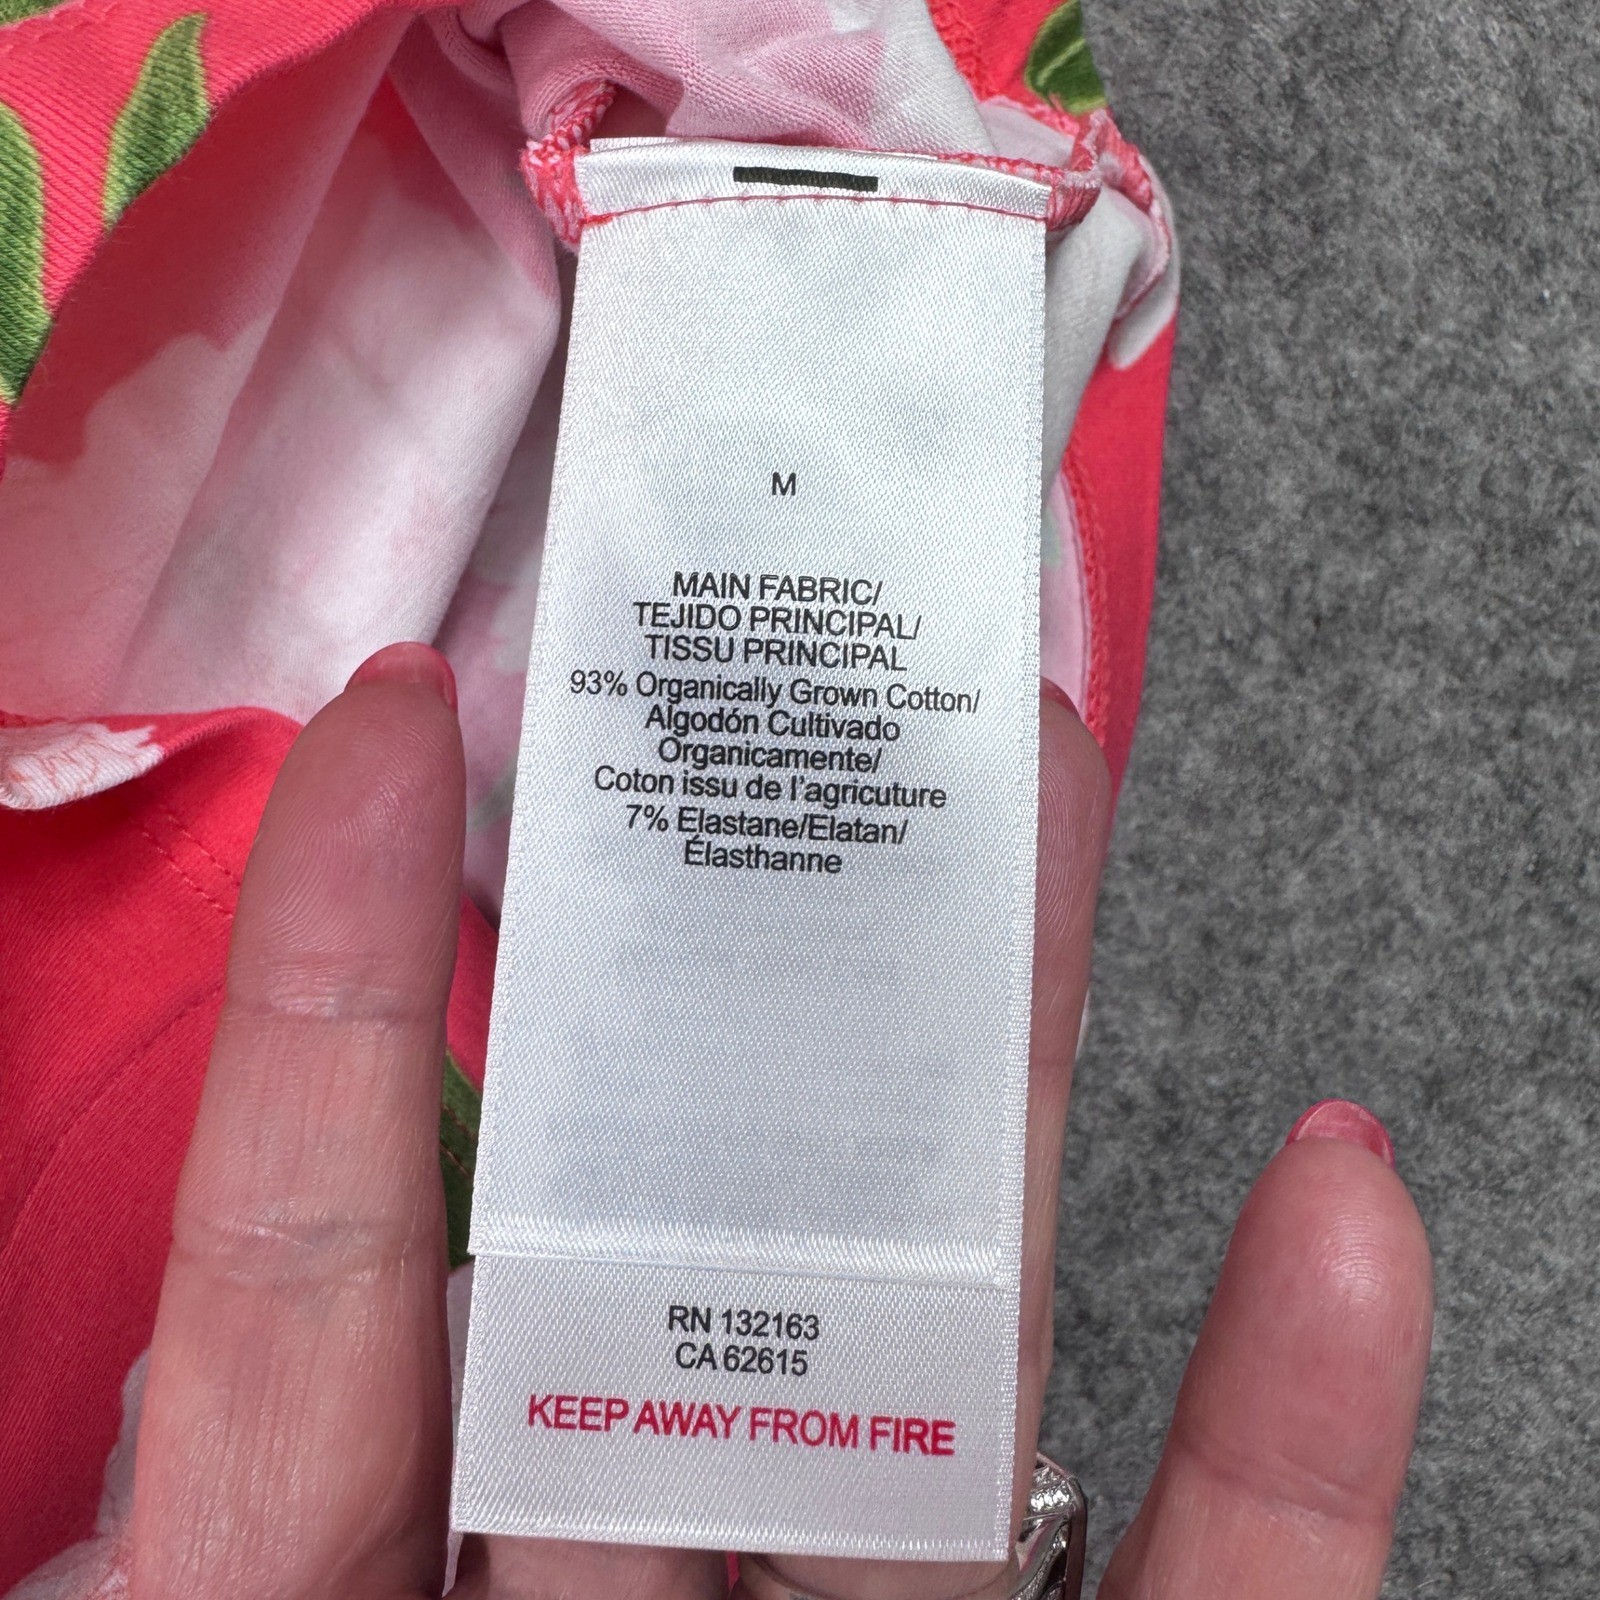 M
MAIN FABRIC/
TEJIDO PRINCIPAL/
TISSU PRINCIPAL
93% Organically Grown Cotton/
Algodón Cultivado
Organicamente/
Coton issu de l'agricuture
7% Elastane/Elatan/
Élasthanne
RN 132163
CA 62615
KEEP AWAY FROM FIRE